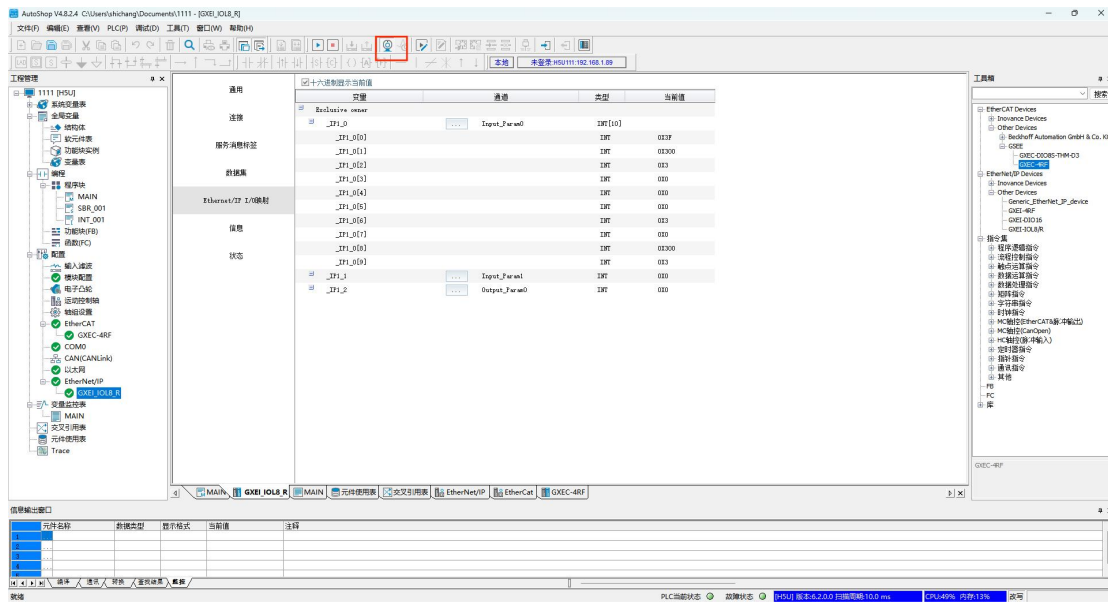 AutoShop V4.8.2.4 C:\Users\shichang\Documents\1111 - [GXEI_IOL8_R]
文件(F) 编辑(E) 查看(V) PLC(P) 调试(D) 工具(T) 窗口(W) 帮助(H)
本地 未登录:H5U111:192.168.1.89
工程管理
1111 [H5U]
系统变量表
全局变量
结构体
软元件表
功能块实例
变量表
编程
程序块
MAIN
SBR_001
INT_001
功能块(FB)
函数(FC)
配置
输入滤波
模块配置
电子凸轮
运动控制轴
轴组设置
EtherCAT
GXEC-4RF
COM0
CAN(CANLink)
以太网
EtherNet/IP
GXEI_IOL8_R
变量监控表
MAIN
交叉引用表
元件使用表
Trace
通用
连接
服务消息标签
数据集
Ethernet/IP I/O映射
信息
状态
十六进制显示当前值
变量 通道 类型 当前值
Exclusive owner
_IP1_0 ... Input_Param0 INT[10]
_IP1_0[0] INT 0X3F
_IP1_0[1] INT 0X300
_IP1_0[2] INT 0X3
_IP1_0[3] INT 0X0
_IP1_0[4] INT 0X0
_IP1_0[5] INT 0X0
_IP1_0[6] INT 0X3
_IP1_0[7] INT 0X0
_IP1_0[8] INT 0X300
_IP1_0[9] INT 0X3
_IP1_1 ... Input_Param1 INT 0X0
_IP1_2 ... Output_Param0 INT 0X0
工具箱
搜索
EtherCAT Devices
Inovance Devices
Other Devices
Beckhoff Automation GmbH & Co. K
GSEE
GXEC-DIO8S-THM-D3
GXEC-4RF
EtherNet/IP Devices
Inovance Devices
Other Devices
Generic_EtherNet_IP_device
GXEI-4RF
GXEI-DIO16
GXEI-IOL8/R
指令集
程序逻辑指令
流程控制指令
触点运算指令
数据运算指令
数据处理指令
矩阵指令
字符串指令
时钟指令
MC轴控(EtherCAT&脉冲输出)
MC轴控(CanOpen)
HC轴控(脉冲输入)
定时器指令
指针指令
通讯指令
其他
FB
FC
库
GXEC-4RF
MAIN GXEI_IOL8_R MAIN 元件使用表 交叉引用表 EtherNet/IP EtherCat GXEC-4RF
信息输出窗口
元件名称 数据类型 显示格式 当前值 注释
1 ...
2 ...
3 ...
4 ...
编译 通讯 转换 查找结果 监控
就绪 PLC当前状态 故障状态 [H5U] 版本:6.2.0.0 扫描周期:10.0 ms CPU:49% 内存:13% 改写